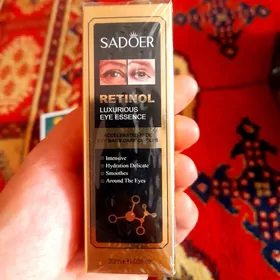 SADOER
RETINOL
LUXURIOUS
EYE ESSENCE
Intensive
Hydration Delicate
Smoothes
Around The Eyes